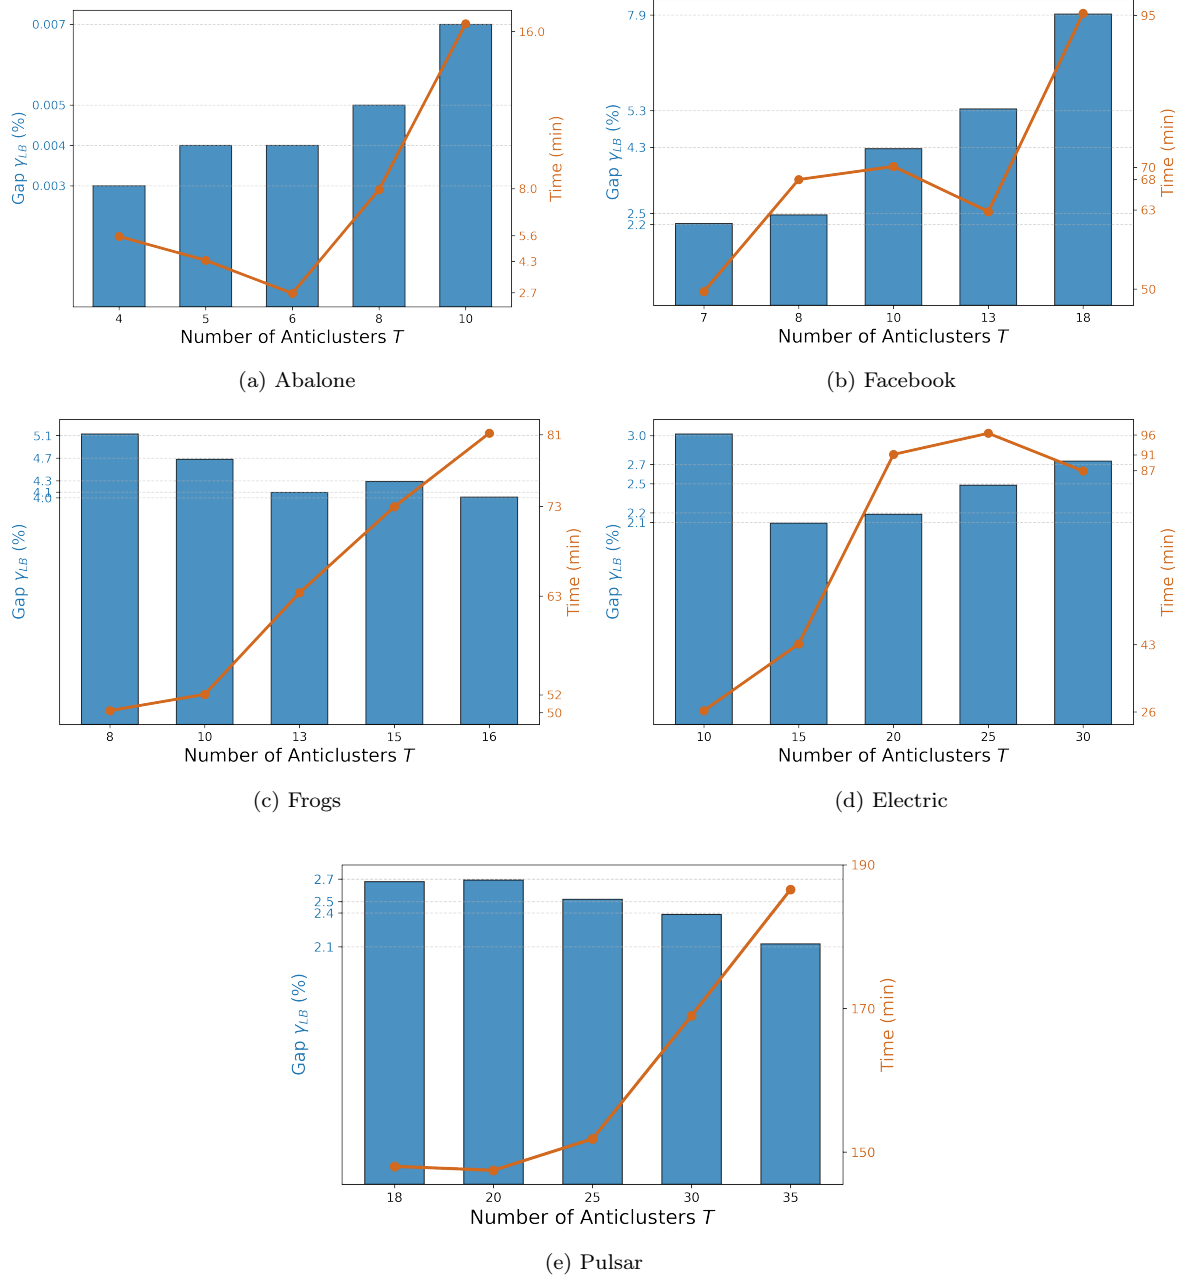 0.007
0.005
0.004
0.003
Gap γLB (%)
16.0
8.0
5.6
4.3
2.7
Time (min)
4 5 6 8 10
Number of Anticlusters T
(a) Abalone
7.9
5.3
4.3
2.5
2.2
Gap γLB (%)
95
70
68
63
50
Time (min)
7 8 10 13 18
Number of Anticlusters T
(b) Facebook
5.1
4.7
4.3
4.1
4.0
Gap γLB (%)
81
73
63
52
50
Time (min)
8 10 13 15 16
Number of Anticlusters T
(c) Frogs
3.0
2.7
2.5
2.2
2.1
Gap γLB (%)
96
91
87
43
26
Time (min)
10 15 20 25 30
Number of Anticlusters T
(d) Electric
2.7
2.5
2.4
2.1
Gap γLB (%)
190
170
150
Time (min)
18 20 25 30 35
Number of Anticlusters T
(e) Pulsar